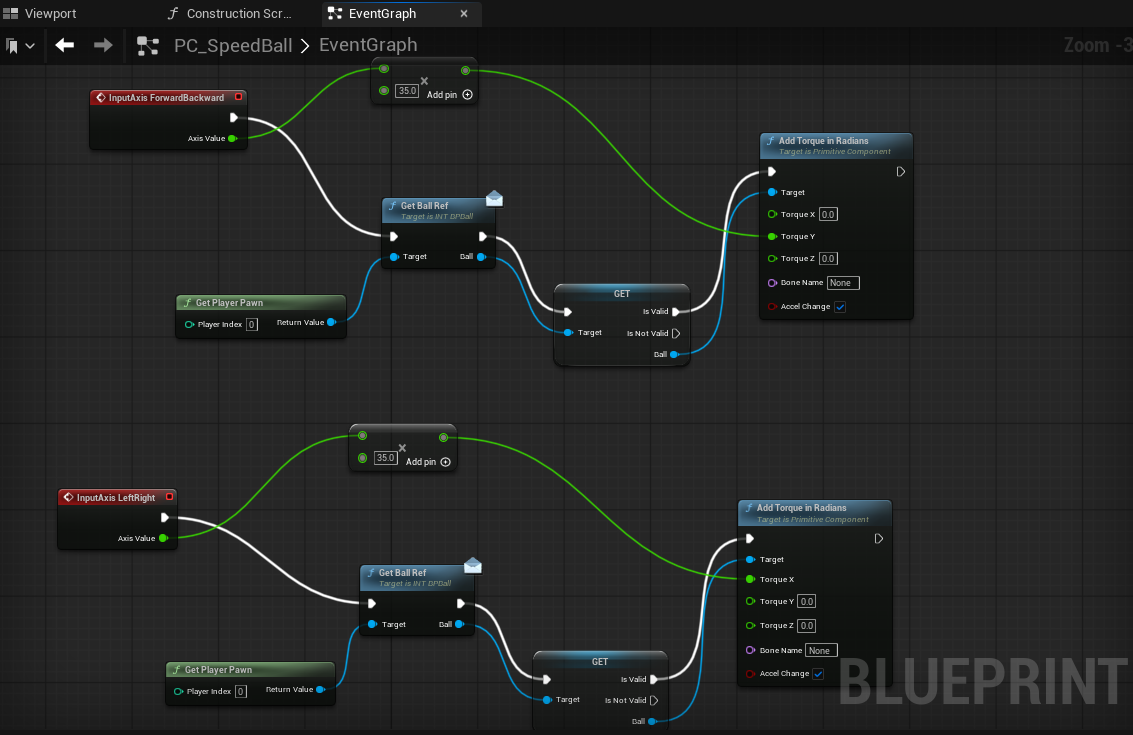 Viewport
Construction Scr...
EventGraph
PC_SpeedBall > EventGraph
Zoom -3
35.0
Add pin
InputAxis ForwardBackward
Axis Value
Add Torque in Radians
Target is Primitive Component
Target
Torque X 0.0
Torque Y
Torque Z 0.0
Bone Name None
Accel Change
Get Ball Ref
Target is INT BPBall
Target
Ball
Get Player Pawn
Player Index 0
Return Value
GET
Is Valid
Target
Is Not Valid
Ball
35.0
Add pin
InputAxis LeftRight
Axis Value
Add Torque in Radians
Target is Primitive Component
Target
Torque X
Torque Y 0.0
Torque Z 0.0
Bone Name None
Accel Change
Get Ball Ref
Target is INT BPBall
Target
Ball
Get Player Pawn
Player Index 0
Return Value
GET
Is Valid
Target
Is Not Valid
Ball
BLUEPRINT